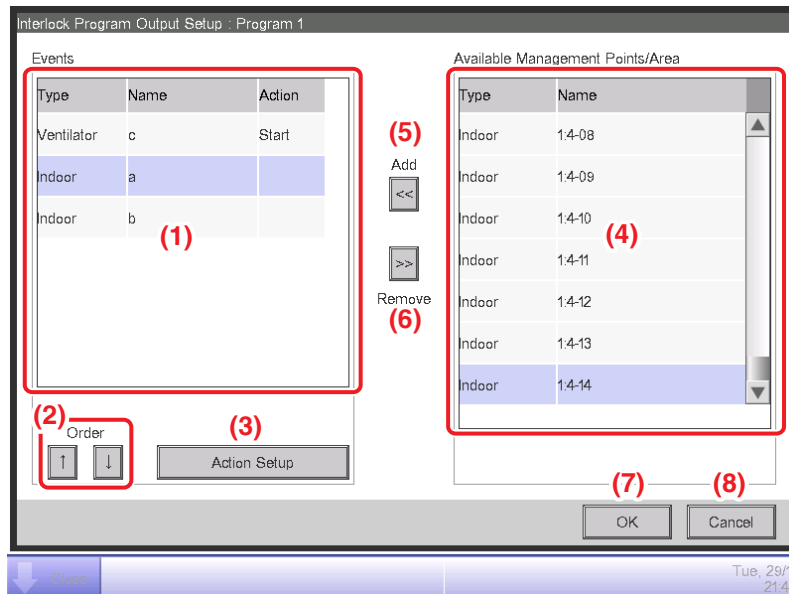 Interlock Program Output Setup : Program 1
Events
Available Management Points/Area
Type Name Action
Ventilator c Start
Indoor a
Indoor b
(1)
(2)
Order
↑ ↓
(3)
Action Setup
(5)
Add
<<
>>
Remove
(6)
Type Name
Indoor 1:4-08
Indoor 1:4-09
Indoor 1:4-10
(4)
Indoor 1:4-11
Indoor 1:4-12
Indoor 1:4-13
Indoor 1:4-14
(7) (8)
OK Cancel
Close
Tue, 29/
21:4